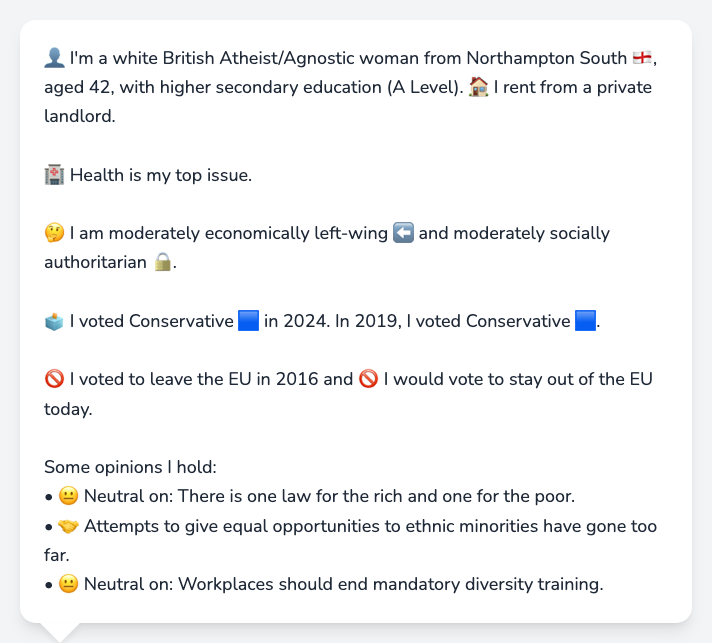 👤 I'm a white British Atheist/Agnostic woman from Northampton South 🏴󠁧󠁢󠁥󠁮󠁧󠁿,
aged 42, with higher secondary education (A Level). 🏠 I rent from a private
landlord.
🏥 Health is my top issue.
🤔 I am moderately economically left-wing ⬅️ and moderately socially
authoritarian 🔒.
🗳️ I voted Conservative 🟦 in 2024. In 2019, I voted Conservative 🟦.
🚫 I voted to leave the EU in 2016 and 🚫 I would vote to stay out of the EU
today.
Some opinions I hold:
• 😐 Neutral on: There is one law for the rich and one for the poor.
• 🤝 Attempts to give equal opportunities to ethnic minorities have gone too
far.
• 😐 Neutral on: Workplaces should end mandatory diversity training.